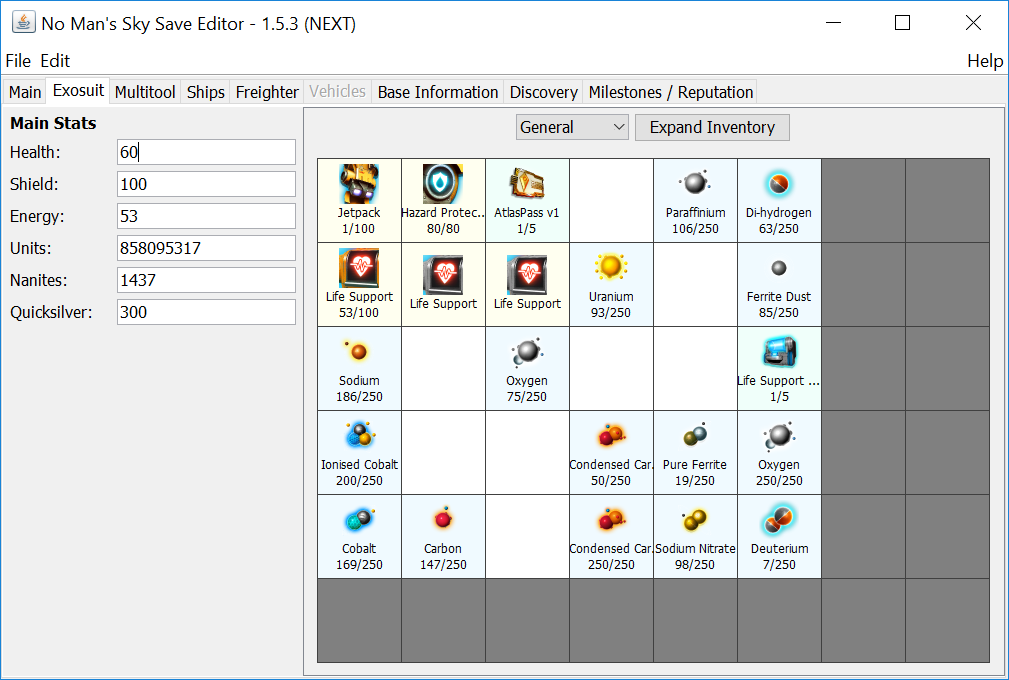 No Man's Sky Save Editor - 1.5.3 (NEXT)
File Edit Help
Main Exosuit Multitool Ships Freighter Vehicles Base Information Discovery Milestones / Reputation
Main Stats
Health: 60
Shield: 100
Energy: 53
Units: 858095317
Nanites: 1437
Quicksilver: 300
General Expand Inventory
Jetpack Hazard Protec... AtlasPass v1 Paraffinium Di-hydrogen
1/100 80/80 1/5 106/250 63/250
Life Support Life Support Life Support Uranium Ferrite Dust
53/100 93/250 85/250
Sodium Oxygen Life Support ...
186/250 75/250 1/5
Ionised Cobalt Condensed Car... Pure Ferrite Oxygen
200/250 50/250 19/250 250/250
Cobalt Carbon Condensed Car... Sodium Nitrate Deuterium
169/250 147/250 250/250 98/250 7/250